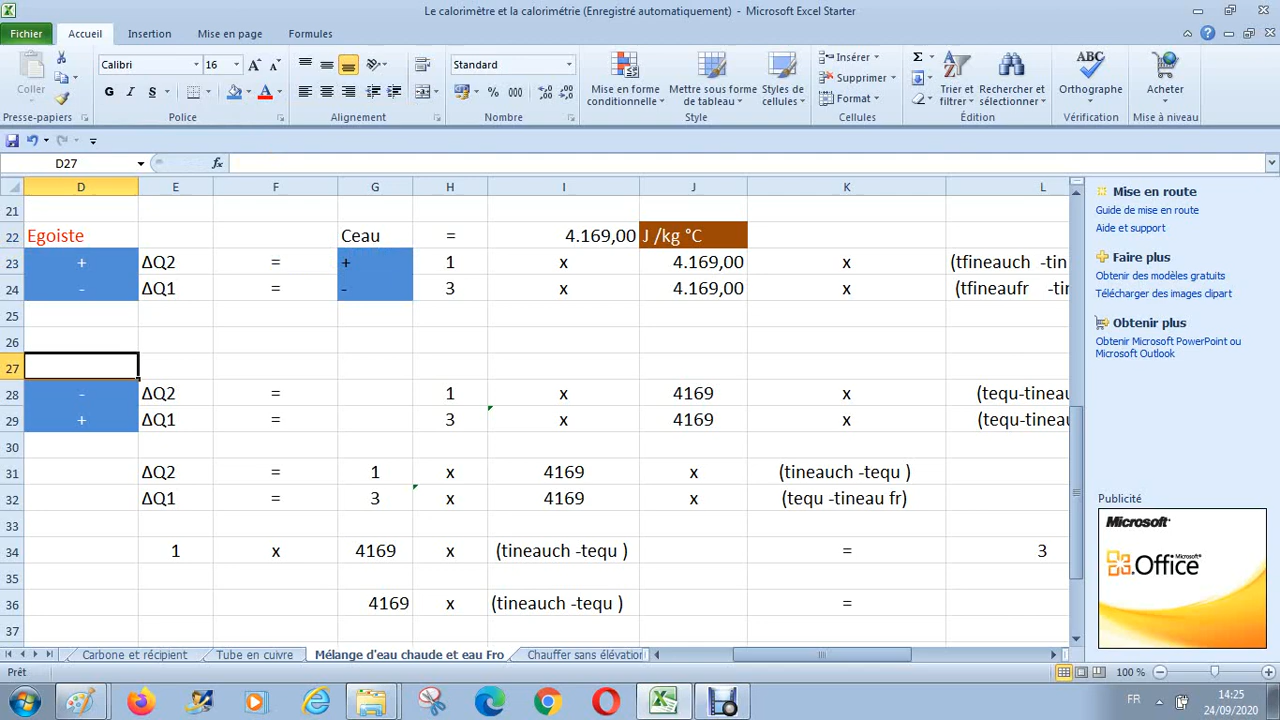 Le calorimètre et la calorimétrie (Enregistré automatiquement) - Microsoft Excel Starter
Fichier Accueil Insertion Mise en page Formules
Coller
Presse-papiers
Calibri 16
G I S
Police
Alignement
Standard
% 000
Nombre
Mise en forme conditionnelle
Mettre sous forme de tableau
Styles de cellules
Style
Insérer
Supprimer
Format
Cellules
Σ
Trier et filtrer
Rechercher et sélectionner
Édition
ABC
Orthographe
Vérification
Acheter
Mise à niveau
D27 fx
D E F G H I J K L
21
22 Egoiste Ceau = 4.169,00 J /kg °C
23 + ΔQ2 = + 1 x 4.169,00 x (tfineauch -tin
24 - ΔQ1 = - 3 x 4.169,00 x (tfineaufr -tin
25
26
27
28 - ΔQ2 = 1 x 4169 x (tequ-tineau
29 + ΔQ1 = 3 x 4169 x (tequ-tineau
30
31 ΔQ2 = 1 x 4169 x (tineauch -tequ )
32 ΔQ1 = 3 x 4169 x (tequ -tineau fr)
33
34 1 x 4169 x (tineauch -tequ ) = 3
35
36 4169 x (tineauch -tequ ) =
37
Mise en route
Guide de mise en route
Aide et support
Faire plus
Obtenir des modèles gratuits
Télécharger des images clipart
Obtenir plus
Obtenir Microsoft PowerPoint ou
Microsoft Outlook
Publicité
Microsoft
Microsoft
Office
Carbone et récipient Tube en cuivre Mélange d'eau chaude et eau Fro Chauffer sans élévation
Prêt 100 %
FR 14:25
24/09/2020